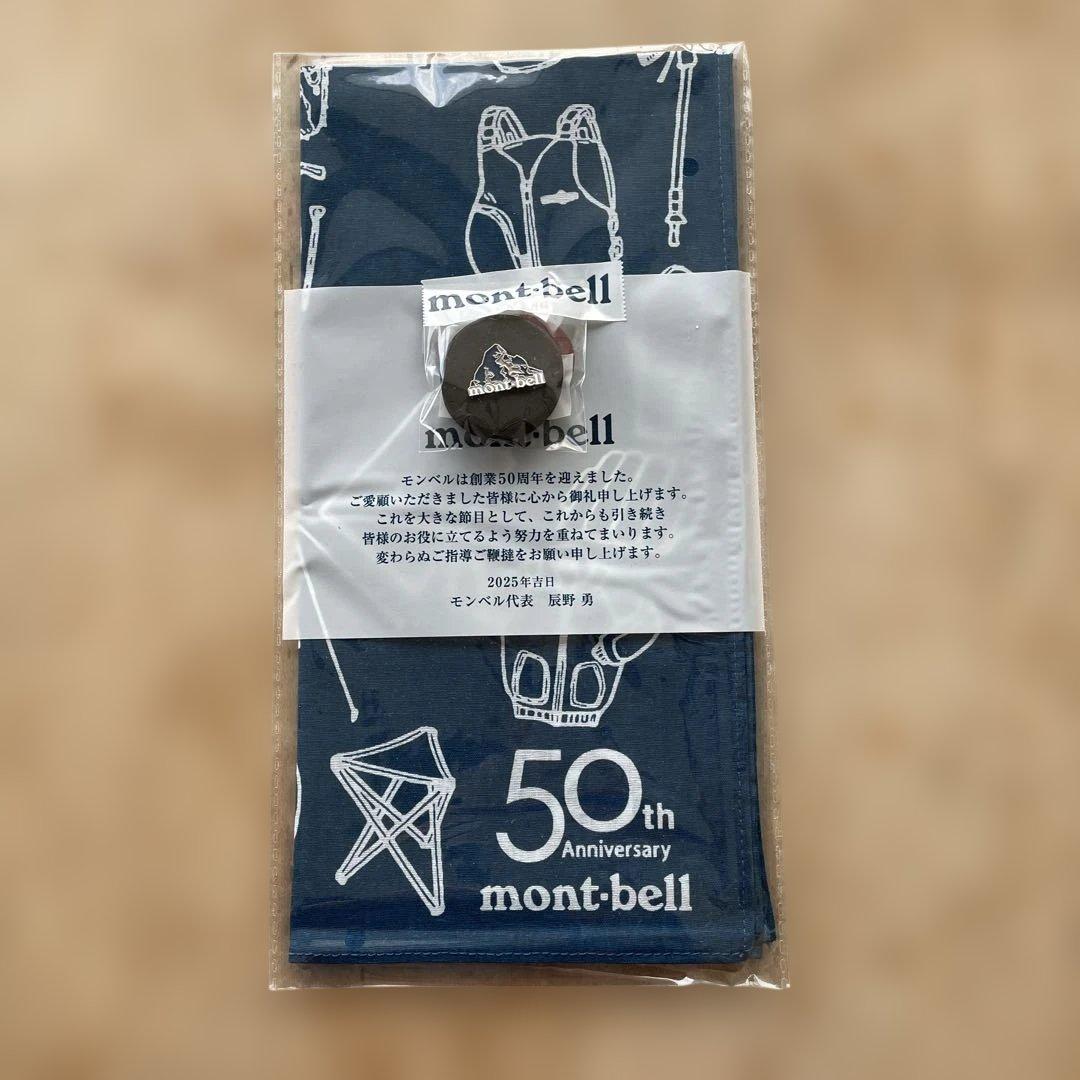 mont·bell
mont·bell
mont·bell
モンベルは創業50周年を迎えました。
ご愛顧いただきました皆様に心から御礼申し上げます。
これを大きな節目として、これからも引き続き
皆様のお役に立てるよう努力を重ねてまいります。
変わらぬご指導ご鞭撻をお願い申し上げます。
2025年吉日
モンベル代表 辰野 勇
50th
Anniversary
mont·bell